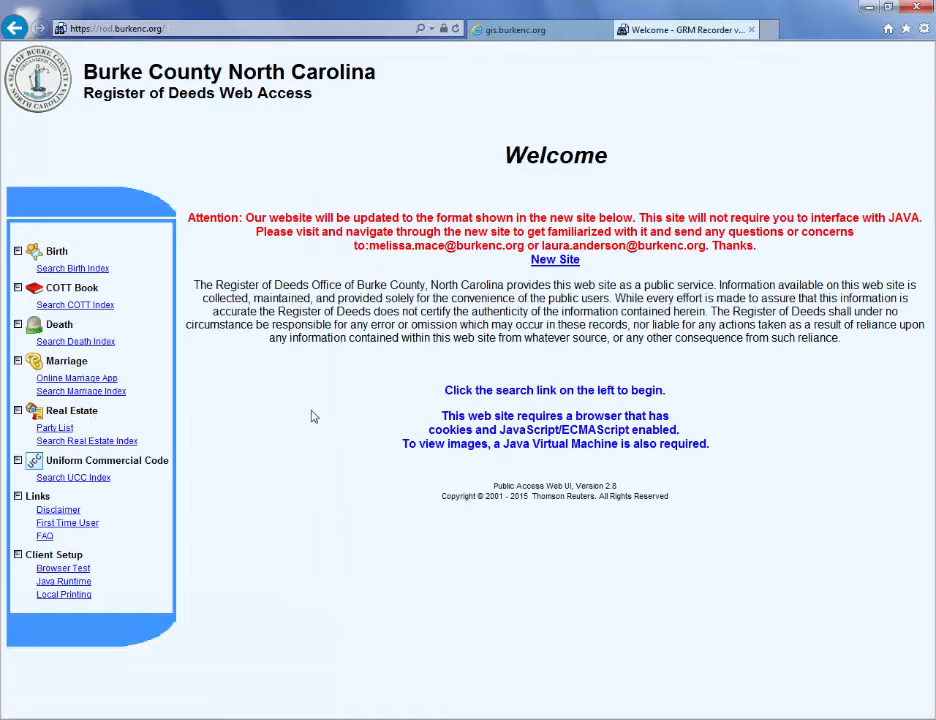 https://rod.burkenc.org/
gis.burkenc.org
Welcome - GRM Recorder v...
Burke County North Carolina
Register of Deeds Web Access
Welcome
Attention: Our website will be updated to the format shown in the new site below. This site will not require you to interface with JAVA.
Please visit and navigate through the new site to get familiarized with it and send any questions or concerns
to:melissa.mace@burkenc.org or laura.anderson@burkenc.org. Thanks.
New Site
The Register of Deeds Office of Burke County, North Carolina provides this web site as a public service. Information available on this web site is
collected, maintained, and provided solely for the convenience of the public users. While every effort is made to assure that this information is
accurate the Register of Deeds does not certify the authenticity of the information contained herein. The Register of Deeds shall under no
circumstance be responsible for any error or omission which may occur in these records, nor liable for any actions taken as a result of reliance upon
any information contained within this web site from whatever source, or any other consequence from such reliance.
Click the search link on the left to begin.
This web site requires a browser that has
cookies and JavaScript/ECMAScript enabled.
To view images, a Java Virtual Machine is also required.
Public Access Web UI, Version 2.8
Copyright © 2001 - 2015 Thomson Reuters. All Rights Reserved
Birth
Search Birth Index
COTT Book
Search COTT Index
Death
Search Death Index
Marriage
Online Marriage App
Search Marriage Index
Real Estate
Party List
Search Real Estate Index
UCC Uniform Commercial Code
Search UCC Index
Links
Disclaimer
First Time User
FAQ
Client Setup
Browser Test
Java Runtime
Local Printing